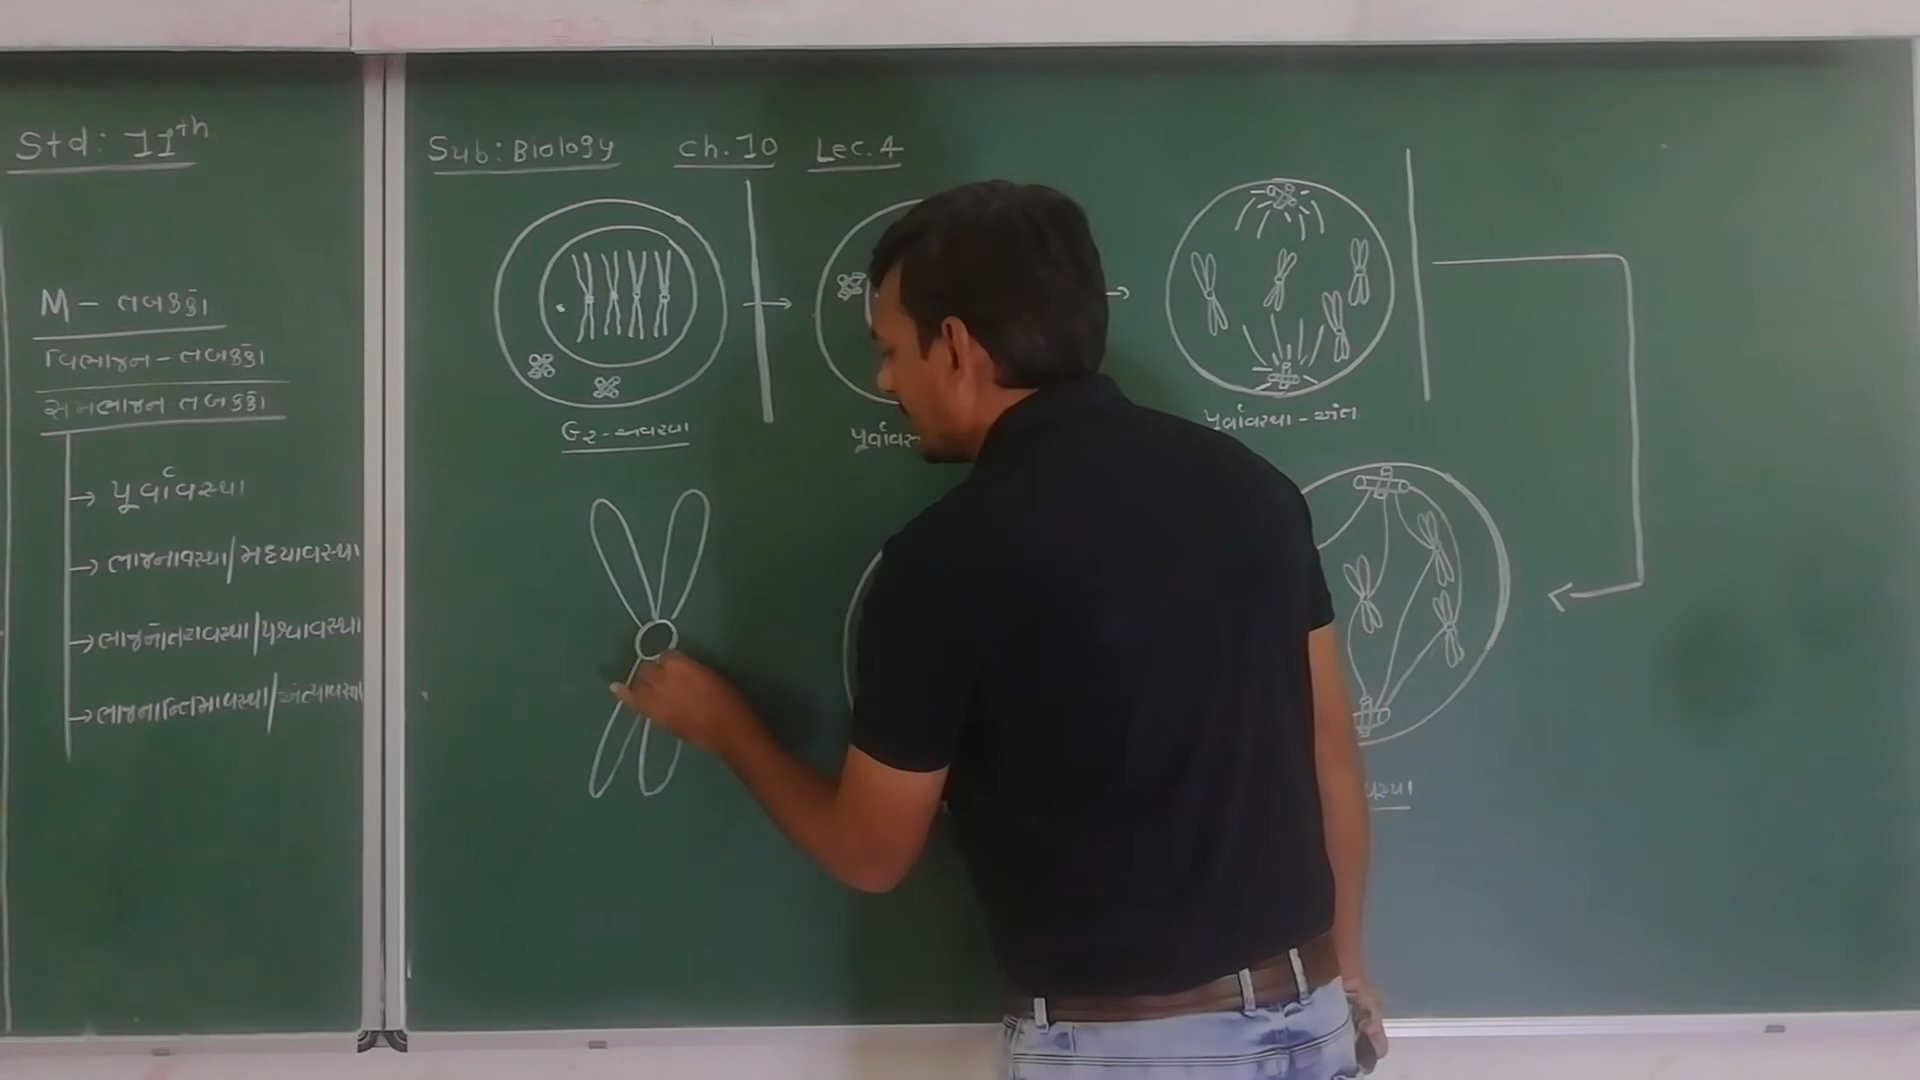 Std: 11th
M - તબક્કો
વિભાજન - તબક્કો
સમભાજન તબક્કો
→ પૂર્વાવસ્થા
→ ભાજનાવસ્થા/મધ્યાવસ્થા
→ ભાજનોતરાવસ્થા/પશ્ચાવસ્થા
→ ભાજનાન્તિમાવસ્થા/અંત્યાવસ્થા
Sub: Biology Ch. 10 Lec. 4
G2 - અવસ્થા
પૂર્વાવસ્થા - અંત